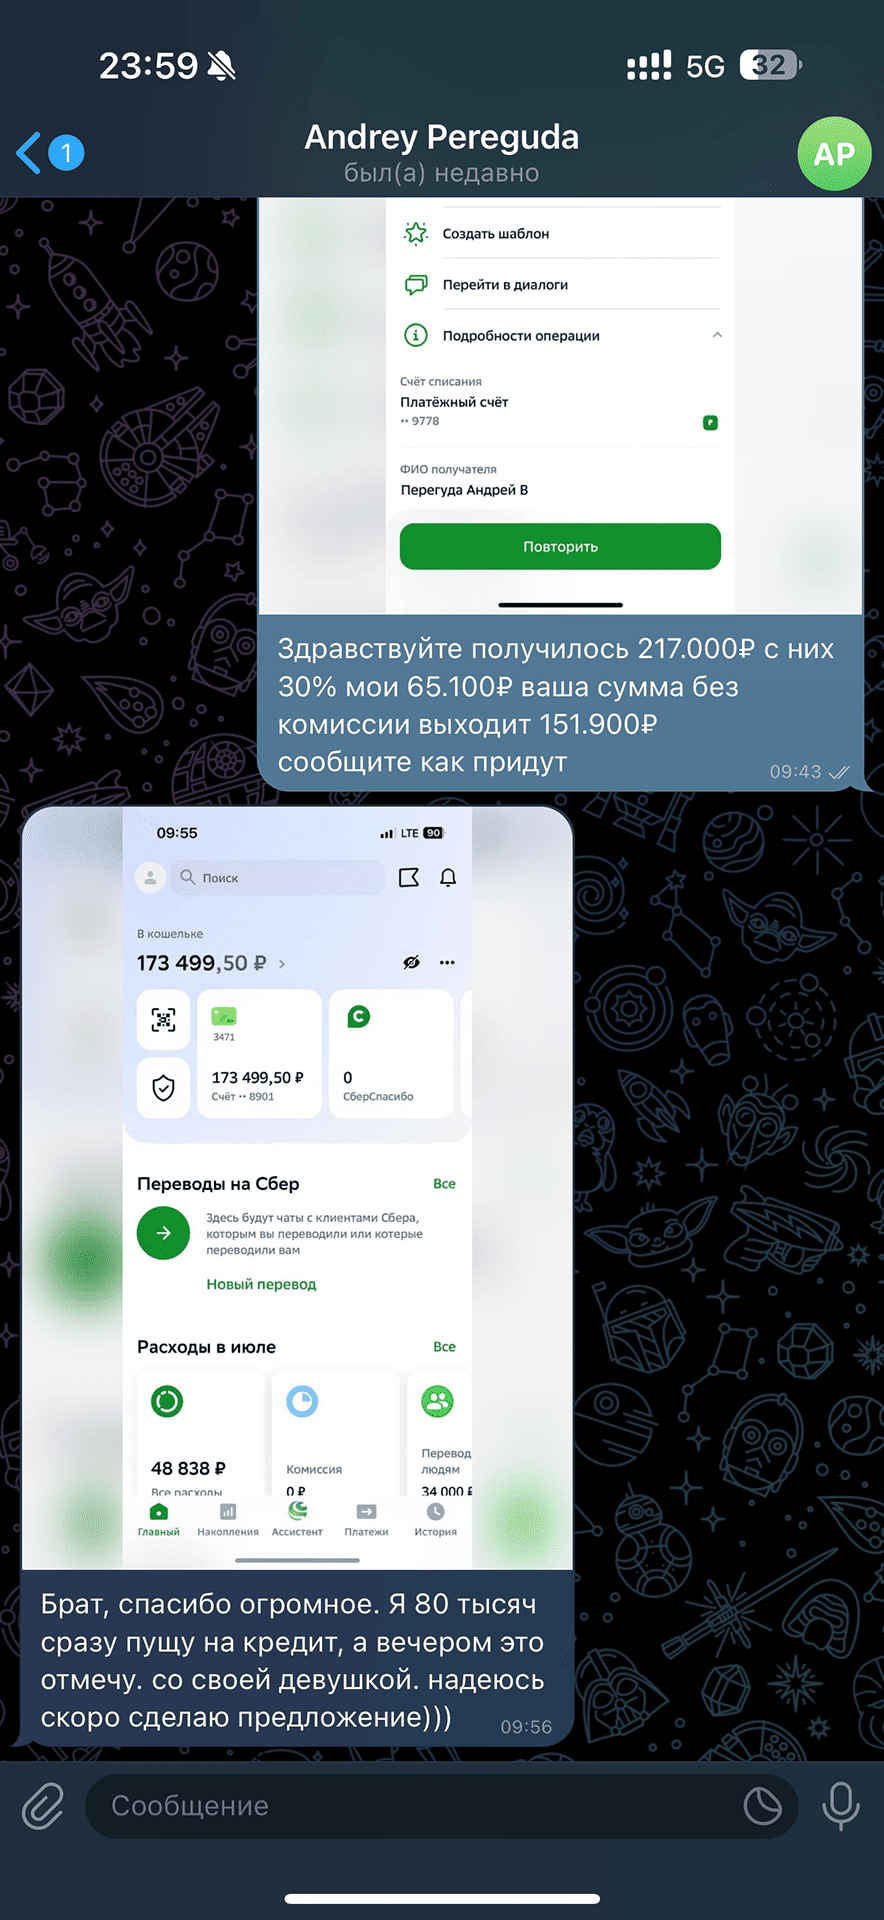 23:59
5G 32
1
Andrey Pereguda
был(а) недавно
AP
Создать шаблон
Перейти в диалоги
Подробности операции
Счёт списания
Платёжный счёт
•• 9778
ФИО получателя
Перегуда Андрей В
Повторить
Здравствуйте получилось 217.000₽ с них
30% мои 65.100₽ ваша сумма без
комиссии выходит 151.900₽
сообщите как придут
09:43
09:55
LTE 90
Поиск
В кошельке
173 499,50 ₽
3471
173 499,50 ₽
Счёт •• 8901
0
СберСпасибо
Переводы на Сбер
Все
Здесь будут чаты с клиентами Сбера,
которым вы переводили или котерые
переводили вам
Новый перевод
Расходы в июле
Все
48 838 ₽
Все расходы
Комиссия
0 ₽
Перевод
людям
34 000 ₽
Главный
Накопления
Ассистент
Платежи
История
Брат, спасибо огромное. Я 80 тысяч
сразу пущу на кредит, а вечером это
отмечу. со своей девушкой. надеюсь
скоро сделаю предложение)))
09:56
Сообщение